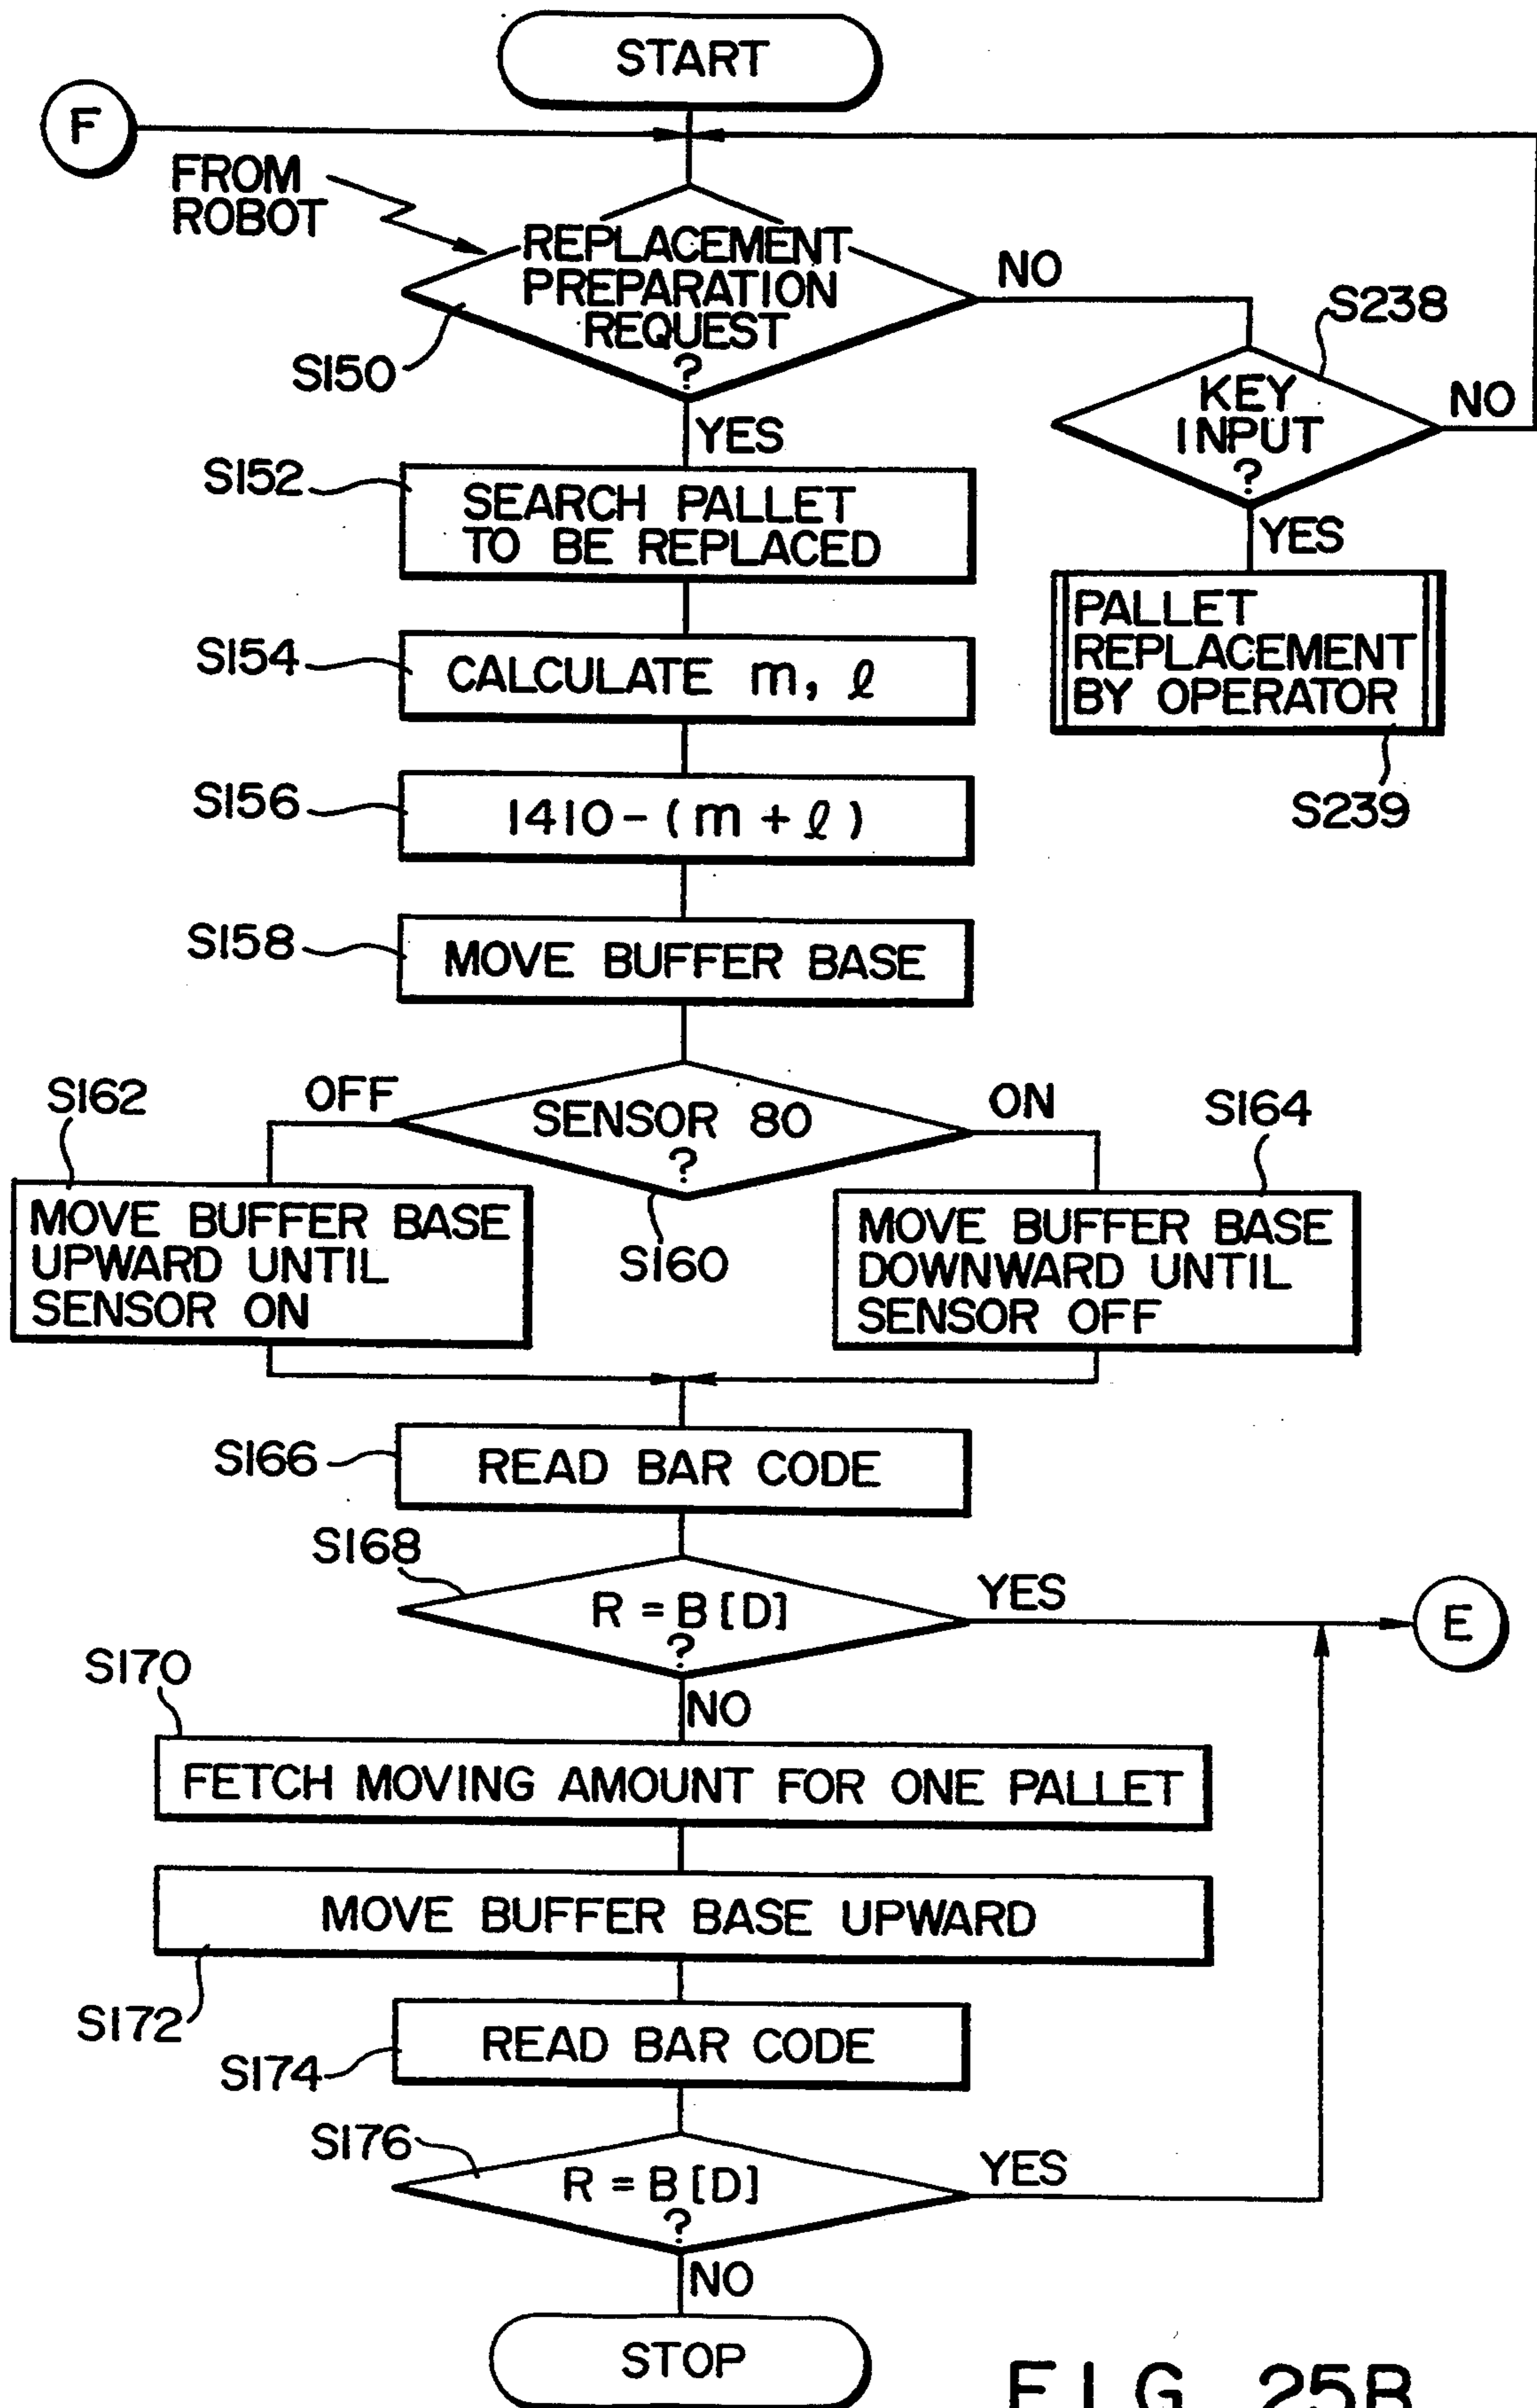 START
F
FROM
ROBOT
REPLACEMENT
PREPARATION
REQUEST
?
NO
S150
YES
S238
KEY
INPUT
?
NO
YES
S152
SEARCH PALLET
TO BE REPLACED
PALLET
REPLACEMENT
BY OPERATOR
S239
S154
CALCULATE m, ℓ
S156
1410-(m+ℓ)
S158
MOVE BUFFER BASE
S162
OFF
SENSOR 80
?
ON
S164
S160
MOVE BUFFER BASE
UPWARD UNTIL
SENSOR ON
MOVE BUFFER BASE
DOWNWARD UNTIL
SENSOR OFF
S166
READ BAR CODE
S168
R = B [D]
?
YES
E
NO
S170
FETCH MOVING AMOUNT FOR ONE PALLET
MOVE BUFFER BASE UPWARD
S172
READ BAR CODE
S174
S176
R = B [D]
?
YES
NO
STOP
FIG. 25B